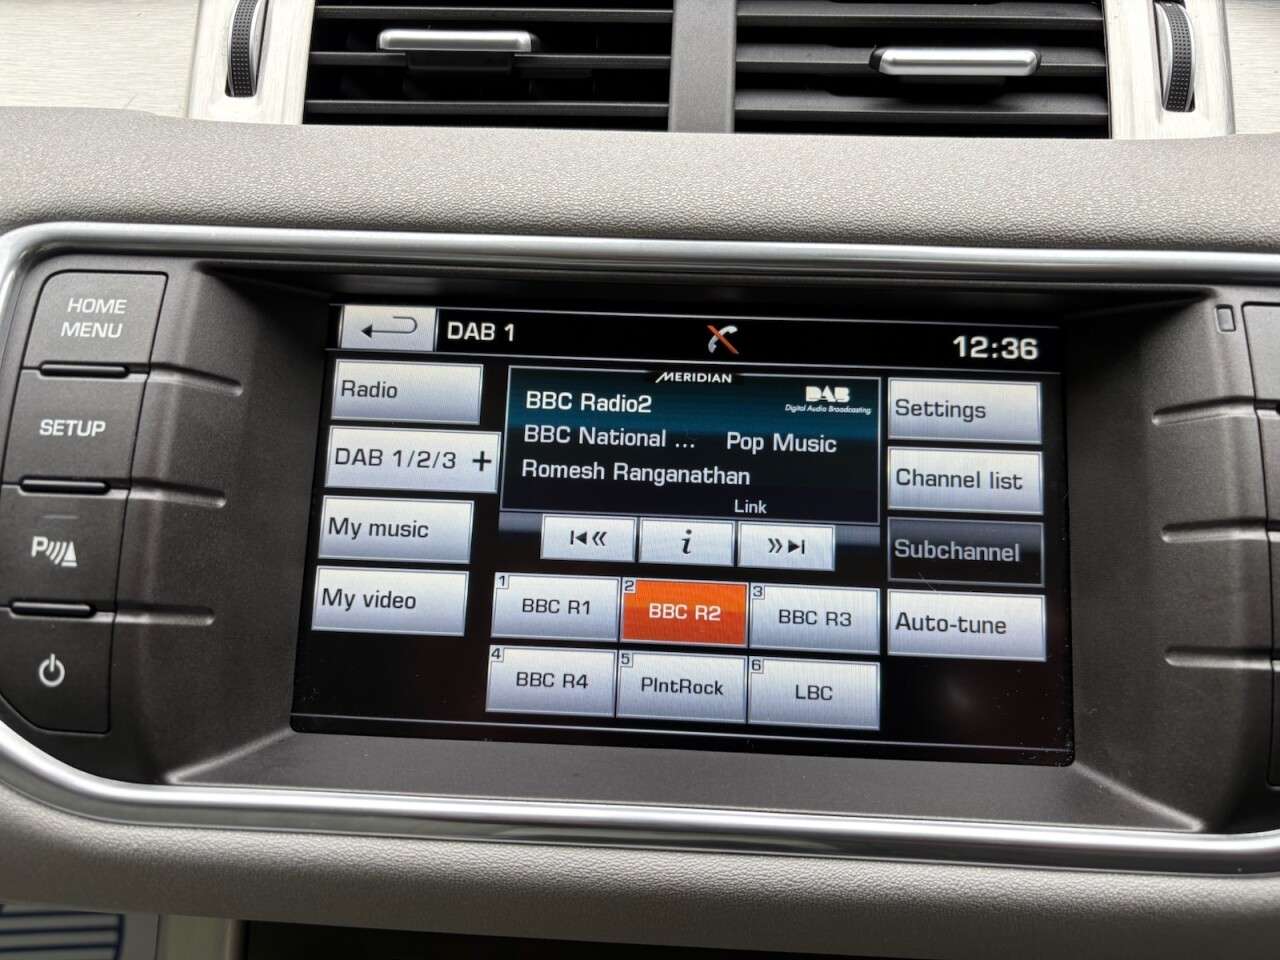 HOME
MENU
SETUP
P
DAB 1
12:36
Radio
DAB 1/2/3 +
My music
My video
MERIDIAN
DAB
Digital Audio Broadcasting
BBC Radio2
BBC National ... Pop Music
Romesh Ranganathan
Link
i
1 BBC R1
2 BBC R2
3 BBC R3
4 BBC R4
5 PlntRock
6 LBC
Settings
Channel list
Subchannel
Auto-tune